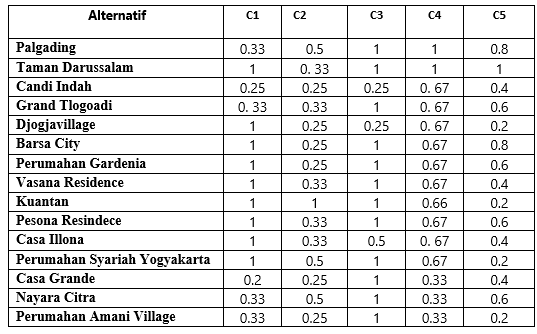 Alternatif C1 C2 C3 C4 C5
Palgading 0.33 0.5 1 1 0.8
Taman Darussalam 1 0. 33 1 1 1
Candi Indah 0.25 0.25 0.25 0. 67 0.4
Grand Tlogoadi 0. 33 0.33 1 0. 67 0.6
Djogjavillage 1 0.25 0.25 0. 67 0.2
Barsa City 1 0.25 1 0.67 0.8
Perumahan Gardenia 1 0.25 1 0.67 0.6
Vasana Residence 1 0.33 1 0.67 0.4
Kuantan 1 1 1 0.66 0.2
Pesona Resindece 1 0.33 1 0.67 0.6
Casa Illona 1 0.33 0.5 0. 67 0.4
Perumahan Syariah Yogyakarta 1 0.5 1 0.67 0.2
Casa Grande 0.2 0.25 1 0.33 0.4
Nayara Citra 0.33 0.5 1 0.33 0.6
Perumahan Amani Village 0.33 0.25 1 0.33 0.2